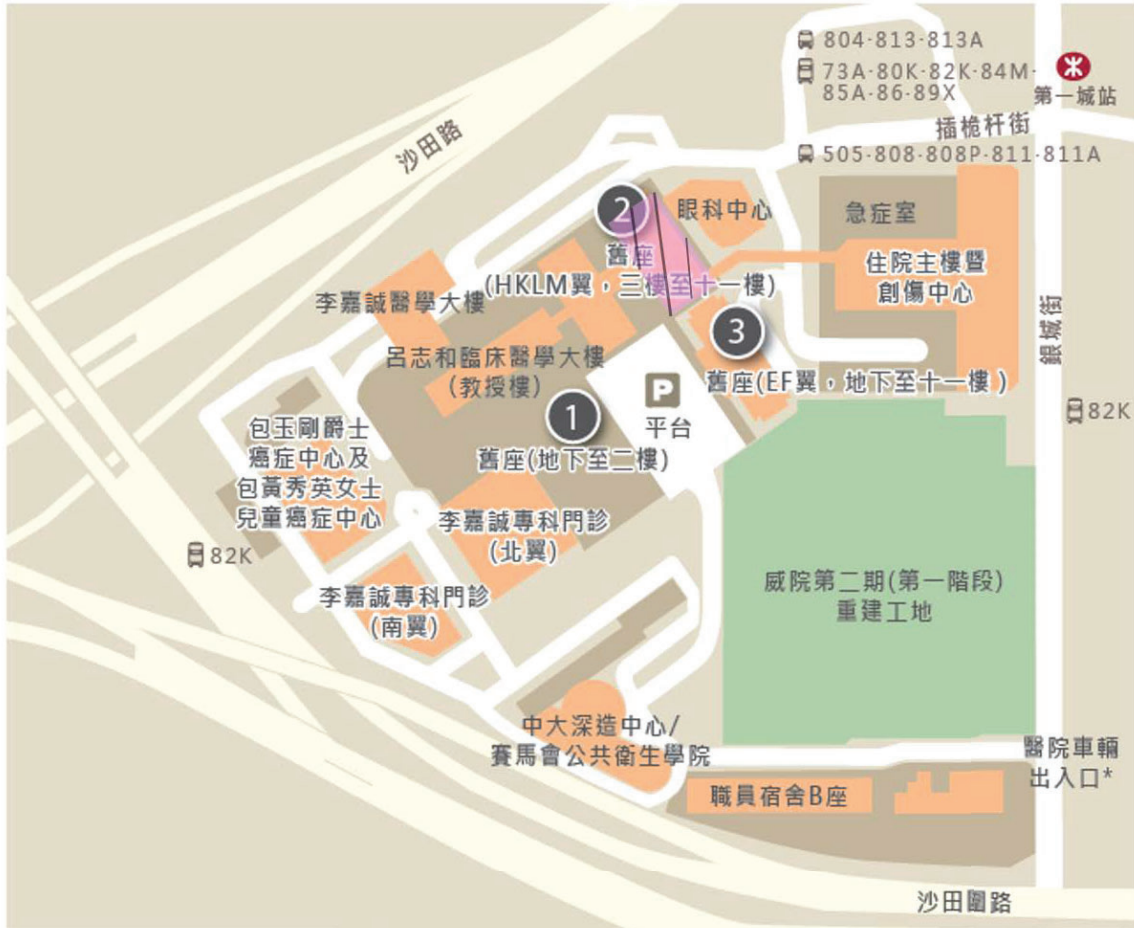 804·813·813A
73A·80K·82K·84M·
85A·86·89X
第一城站
插桅杆街
505·808·808P·811·811A
沙田路
2
眼科中心
急症室
舊座
(HKLM翼，三樓至十一樓)
住院主樓暨
創傷中心
李嘉誠醫學大樓
銀城街
3
呂志和臨床醫學大樓
(教授樓)
舊座(EF翼，地下至十一樓)
P
平台
1
82K
包玉剛爵士
癌症中心及
包黃秀英女士
兒童癌症中心
舊座(地下至二樓)
李嘉誠專科門診
(北翼)
82K
威院第二期(第一階段)
重建工地
李嘉誠專科門診
(南翼)
中大深造中心/
賽馬會公共衛生學院
醫院車輛
出入口*
職員宿舍B座
沙田圍路